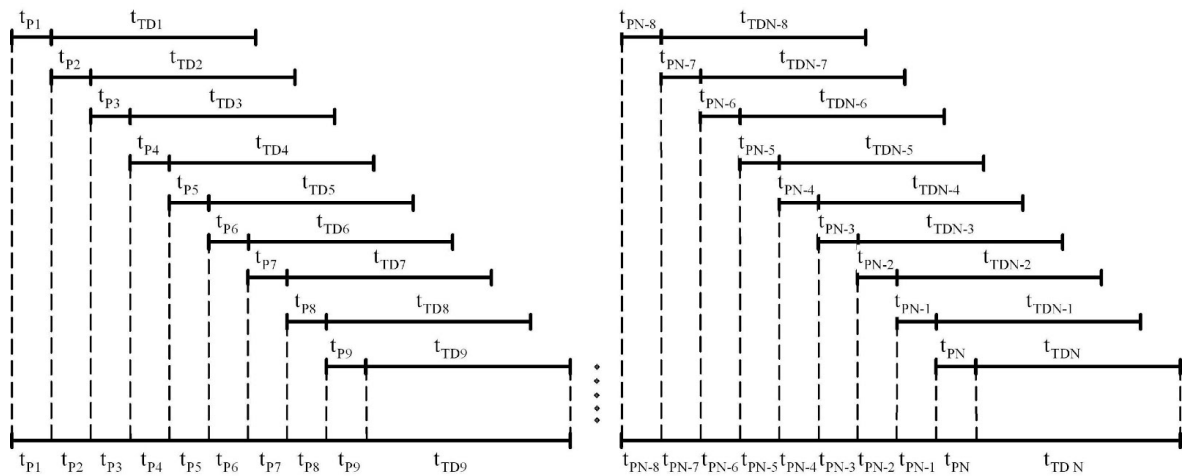 tP1 tTD1 tPN-8 tTDN-8
tP2 tTD2 tPN-7 tTDN-7
tP3 tTD3 tPN-6 tTDN-6
tP4 tTD4 tPN-5 tTDN-5
tP5 tTD5 tPN-4 tTDN-4
tP6 tTD6 tPN-3 tTDN-3
tP7 tTD7 tPN-2 tTDN-2
tP8 tTD8 tPN-1 tTDN-1
tP9 tTD9 tPN tTDN
tP1 tP2 tP3 tP4 tP5 tP6 tP7 tP8 tP9 tTD9 tPN-8 tPN-7 tPN-6 tPN-5 tPN-4 tPN-3 tPN-2 tPN-1 tPN tTDN